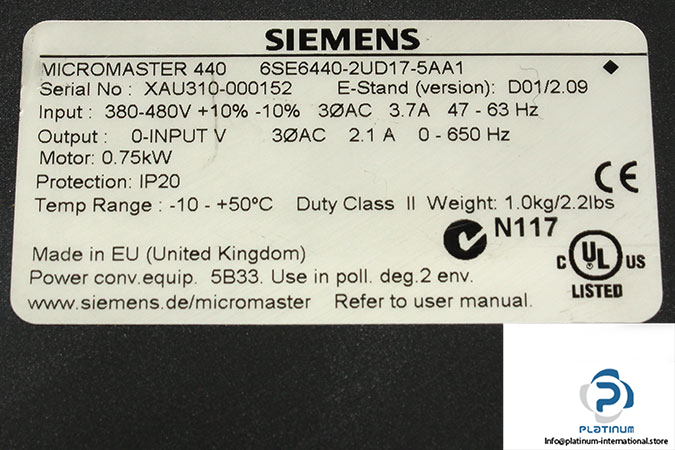 SIEMENS
MICROMASTER 440 6SE6440-2UD17-5AA1
Serial No : XAU310-000152 E-Stand (version): D01/2.09
Input : 380-480V +10% -10% 3ØAC 3.7A 47 - 63 Hz
Output : 0-INPUT V 3ØAC 2.1 A 0 - 650 Hz
Motor: 0.75kW
Protection: IP20
CE
Temp Range : -10 - +50ºC Duty Class II Weight: 1.0kg/2.2lbs
N117
Made in EU (United Kingdom)
C UL US
LISTED
Power conv.equip. 5B33. Use in poll. deg.2 env.
www.siemens.de/micromaster Refer to user manual.
PLATINUM
Info@platinum-international.store